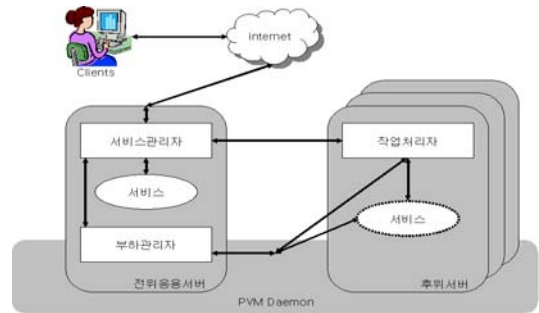 internet
Clients
서비스관리자
작업처리자
서비스
서비스
부하관리자
전위응용서버
후위서버
PVM Daemon